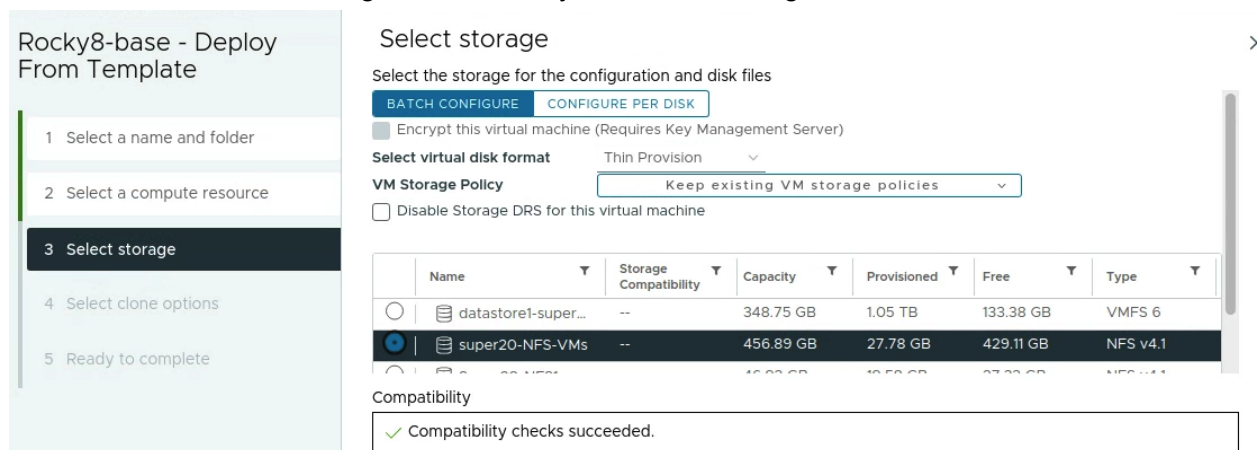 Rocky8-base - Deploy
From Template
1 Select a name and folder
2 Select a compute resource
3 Select storage
4 Select clone options
5 Ready to complete
Select storage
Select the storage for the configuration and disk files
BATCH CONFIGURE CONFIGURE PER DISK
Encrypt this virtual machine (Requires Key Management Server)
Select virtual disk format Thin Provision
VM Storage Policy Keep existing VM storage policies
Disable Storage DRS for this virtual machine
Name Storage Compatibility Capacity Provisioned Free Type
datastore1-super... -- 348.75 GB 1.05 TB 133.38 GB VMFS 6
super20-NFS-VMs -- 456.89 GB 27.78 GB 429.11 GB NFS v4.1
Compatibility
Compatibility checks succeeded.